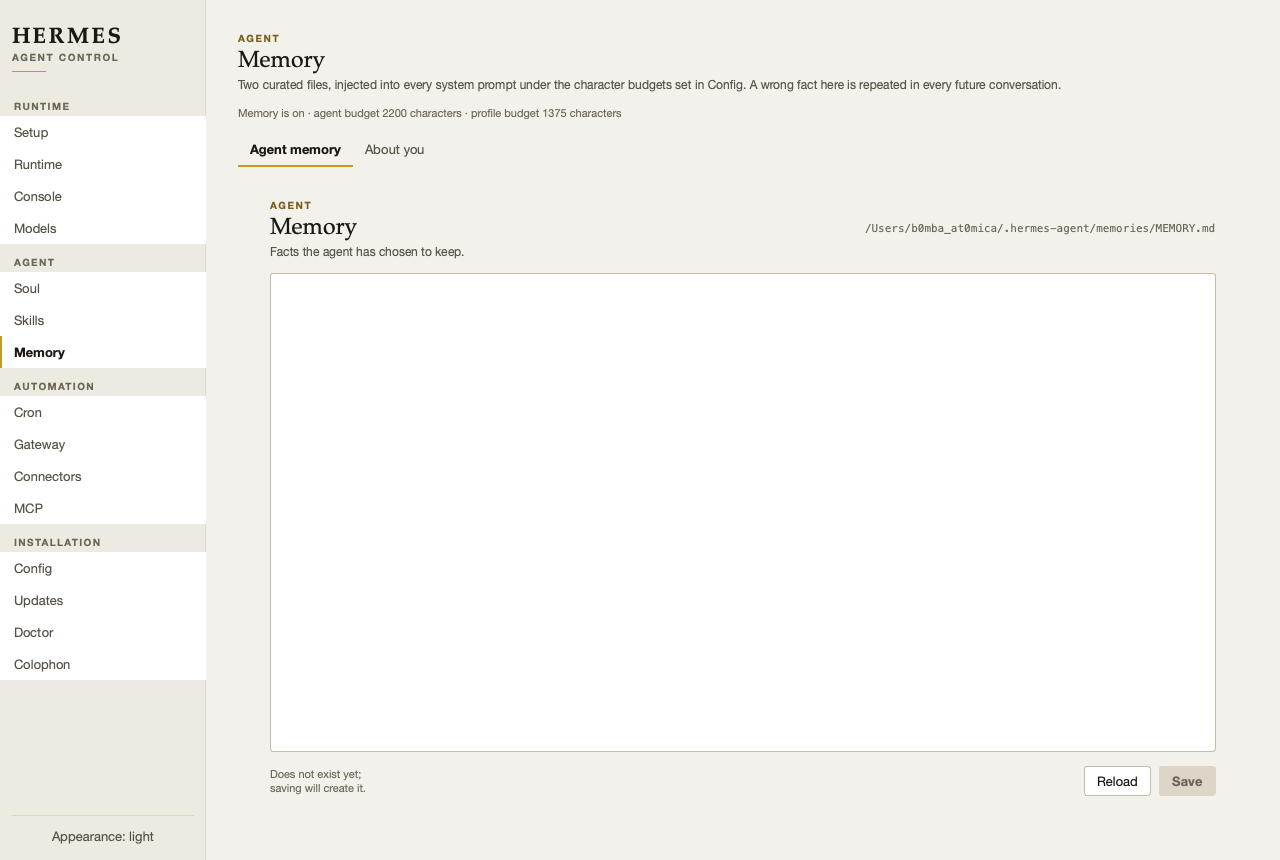 HERMES
AGENT CONTROL
RUNTIME
Setup
Runtime
Console
Models
AGENT
Soul
Skills
Memory
AUTOMATION
Cron
Gateway
Connectors
MCP
INSTALLATION
Config
Updates
Doctor
Colophon
Appearance: light
AGENT
Memory
Two curated files, injected into every system prompt under the character budgets set in Config. A wrong fact here is repeated in every future conversation.
Memory is on · agent budget 2200 characters · profile budget 1375 characters
Agent memory About you
AGENT
Memory
/Users/b0mba_at0mica/.hermes-agent/memories/MEMORY.md
Facts the agent has chosen to keep.
Does not exist yet;
saving will create it.
Reload Save